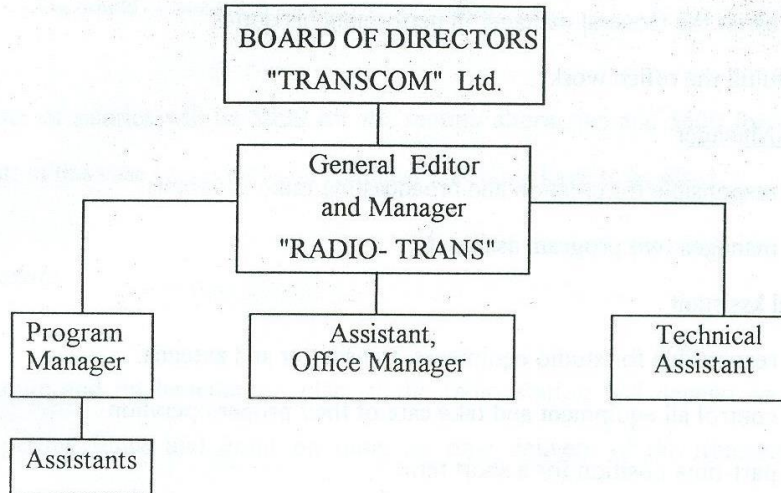 BOARD OF DIRECTORS
"TRANSCOM" Ltd.
General Editor
and Manager
"RADIO- TRANS"
Program
Manager
Assistant,
Office Manager
Technical
Assistant
Assistants